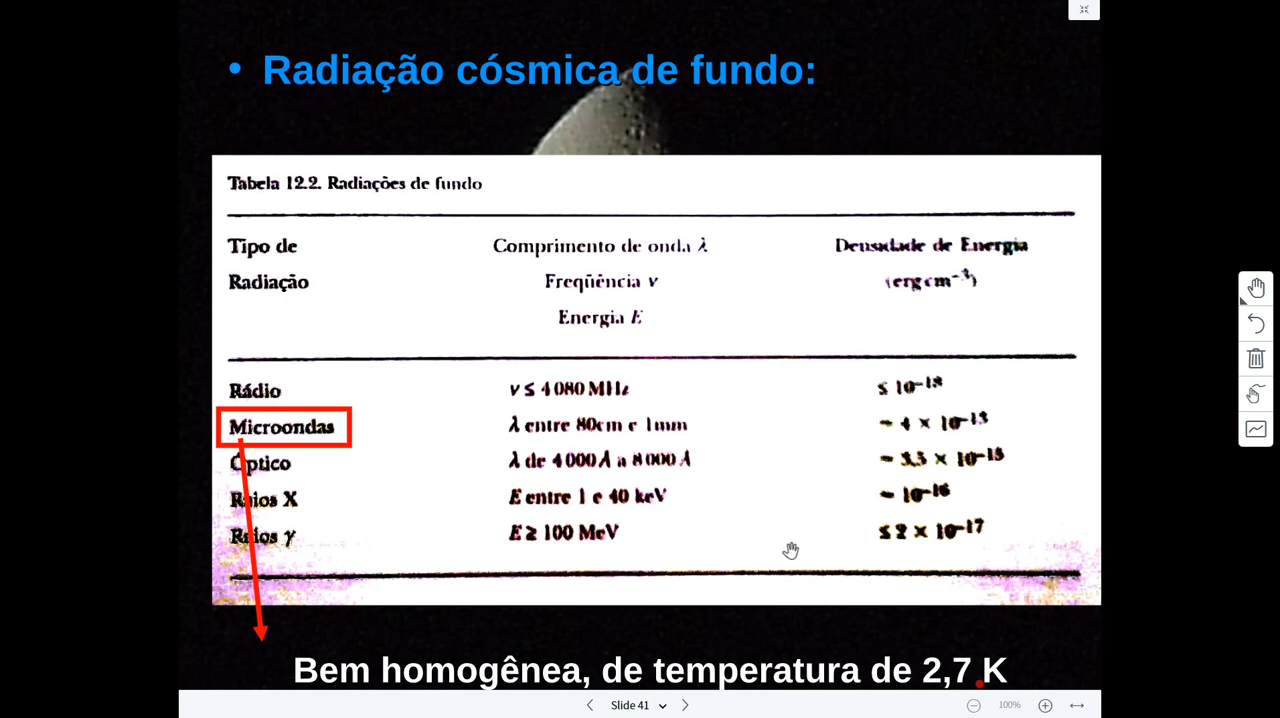 • Radiação cósmica de fundo:
Tabela 12.2. Radiações de fundo
Tipo de Comprimento de onda λ Densidade de Energia
Radiação Freqüência ν (erg cm⁻³)
Energia E
Rádio ν ≤ 4 080 MHz ≤ 10⁻¹⁸
Microondas λ entre 80cm e 1mm ~ 4 × 10⁻¹³
Óptico λ de 4 000 Å a 8 000 Å ~ 3,5 × 10⁻¹⁵
Raios X E entre 1 e 40 keV ~ 10⁻¹⁶
Raios γ E ≥ 100 MeV ≤ 2 × 10⁻¹⁷
Bem homogênea, de temperatura de 2,7 K
Slide 41
100%